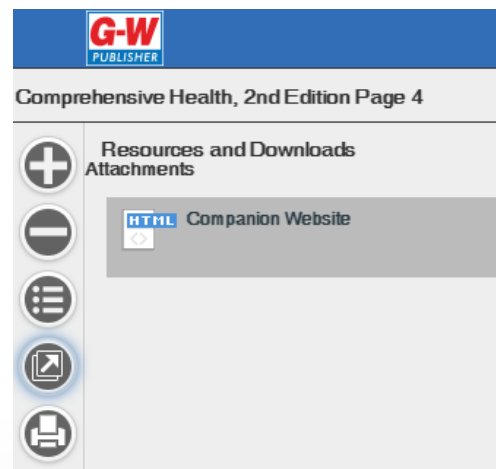 G-W
PUBLISHER
Comprehensive Health, 2nd Edition Page 4
Resources and Downloads
Attachments
HTML Companion Website